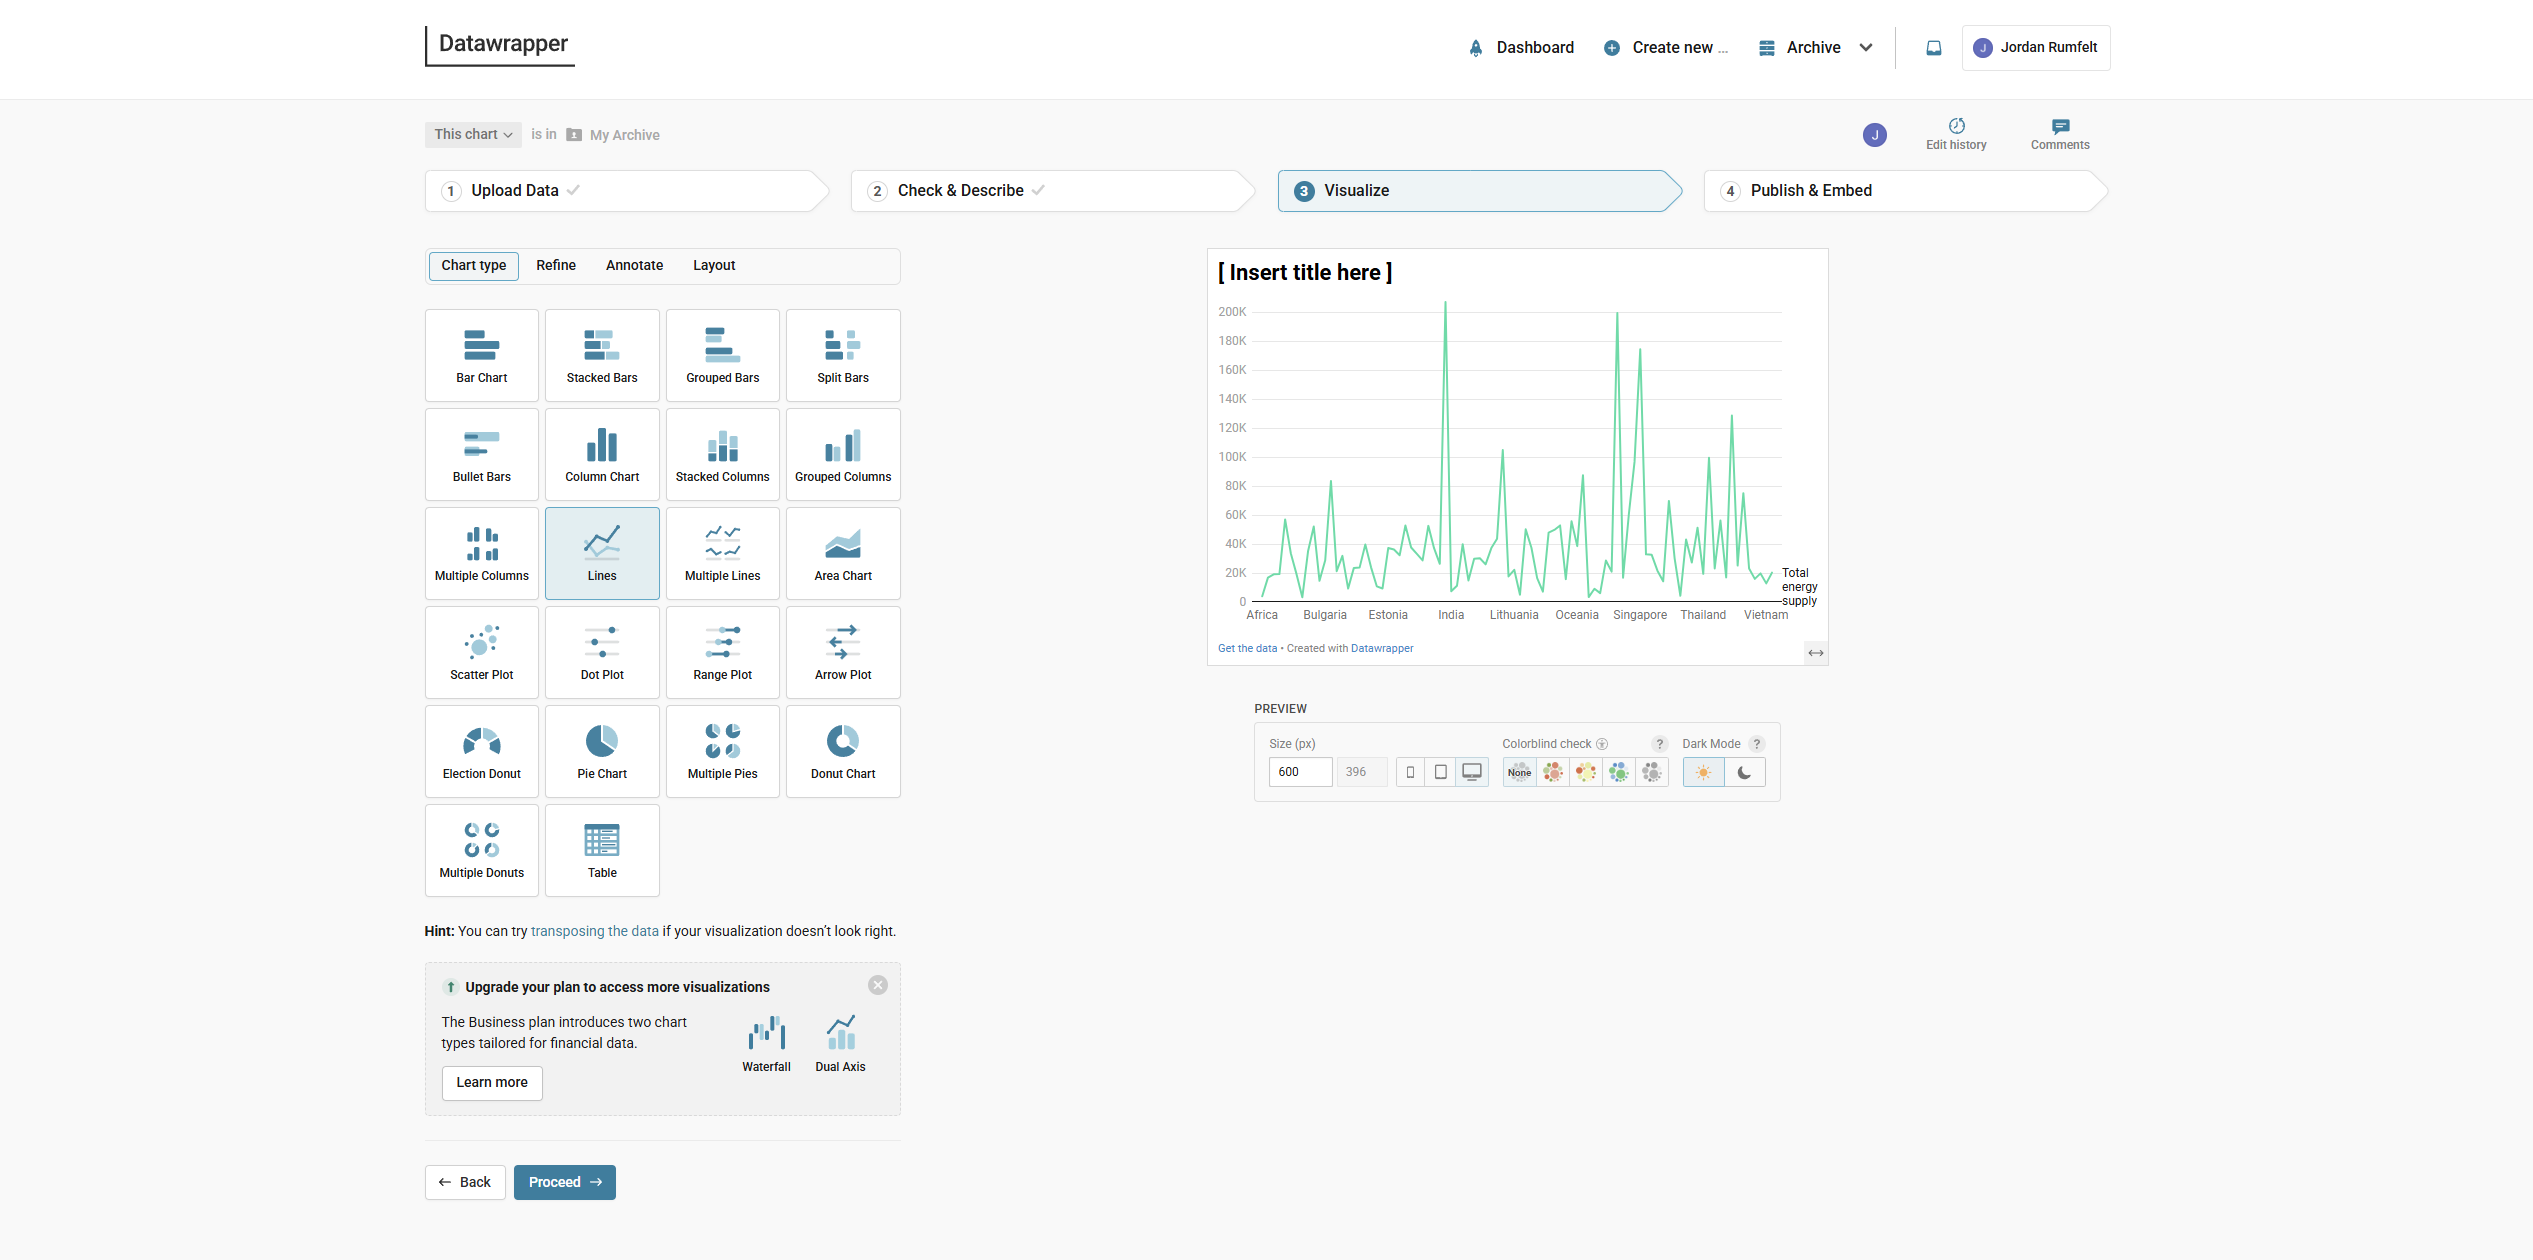 Datawrapper
Dashboard
Create new ...
Archive
J
Jordan Rumfelt
This chart
is in
My Archive
J
Edit history
Comments
1 Upload Data
2 Check & Describe
3 Visualize
4 Publish & Embed
Chart type
Refine
Annotate
Layout
Bar Chart
Stacked Bars
Grouped Bars
Split Bars
Bullet Bars
Column Chart
Stacked Columns
Grouped Columns
Multiple Columns
Lines
Multiple Lines
Area Chart
Scatter Plot
Dot Plot
Range Plot
Arrow Plot
Election Donut
Pie Chart
Multiple Pies
Donut Chart
Multiple Donuts
Table
Hint: You can try transposing the data if your visualization doesn't look right.
Upgrade your plan to access more visualizations
The Business plan introduces two chart
types tailored for financial data.
Waterfall
Dual Axis
Learn more
Back
Proceed
[ Insert title here ]
200K
180K
160K
140K
120K
100K
80K
60K
40K
20K
0
Total
energy
supply
Africa
Bulgaria
Estonia
India
Lithuania
Oceania
Singapore
Thailand
Vietnam
Get the data • Created with Datawrapper
PREVIEW
Size (px)
Colorblind check
?
Dark Mode
?
600
396
None